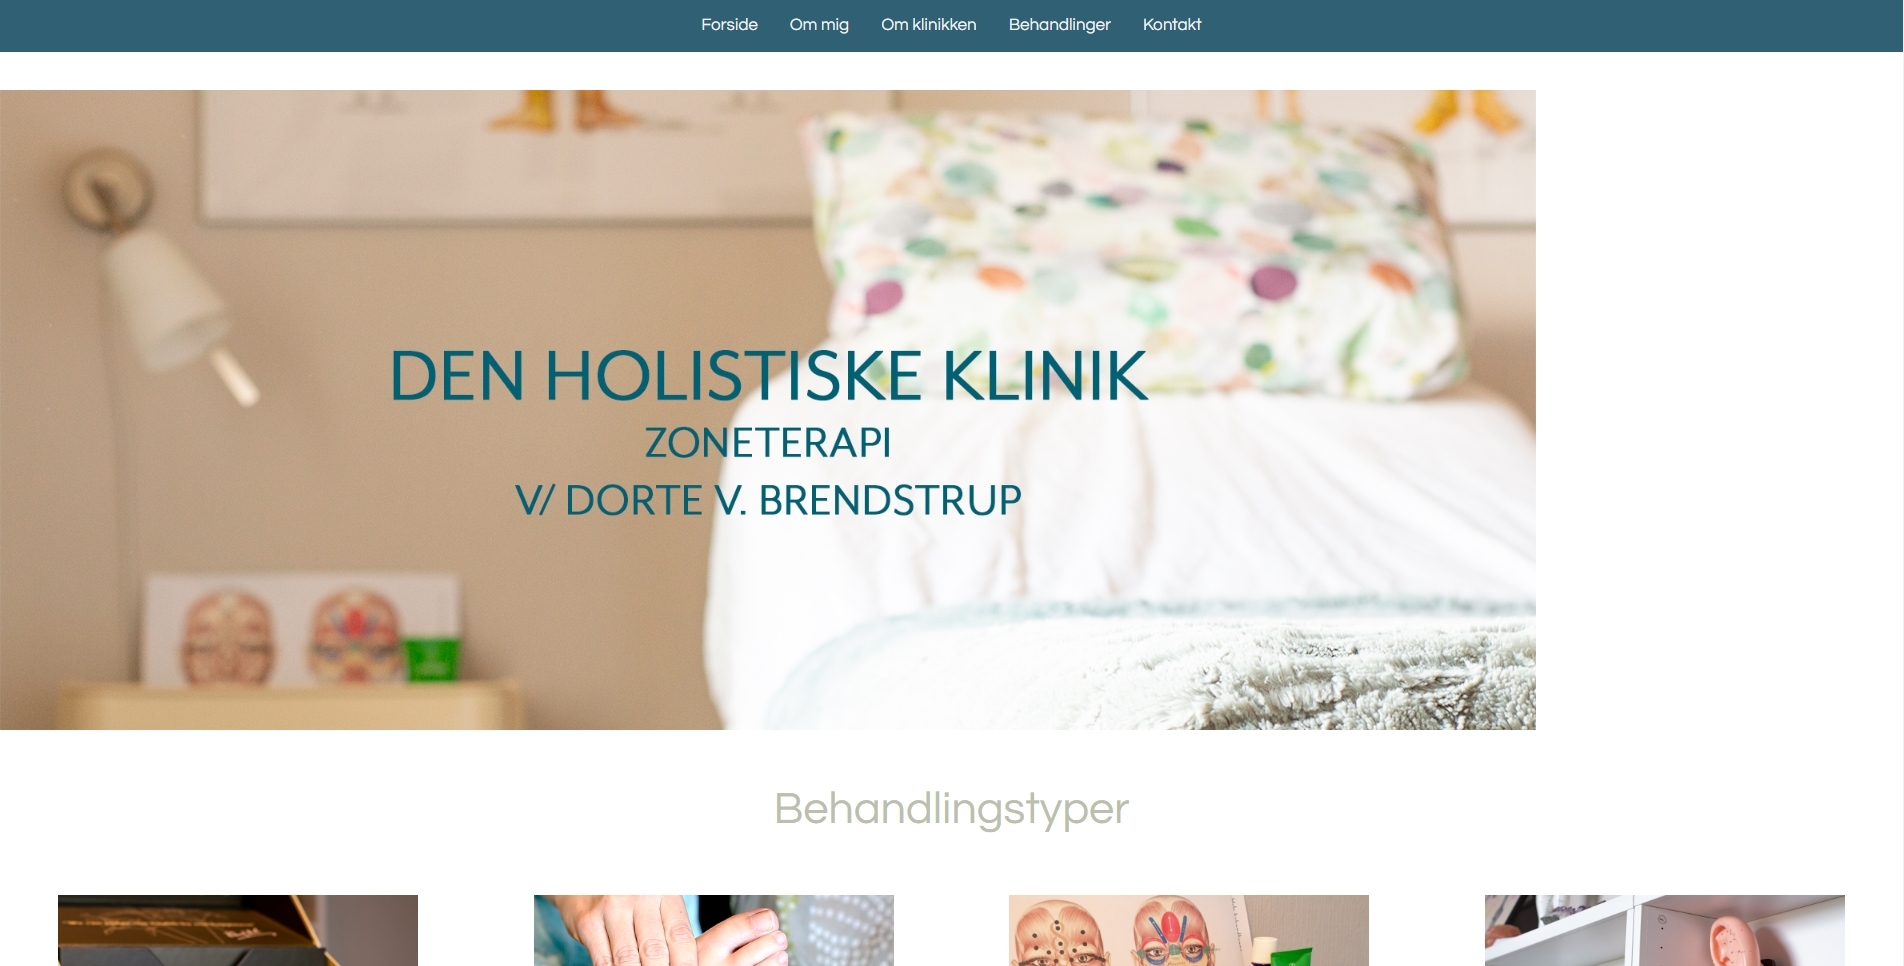 Forside
Om mig
Om klinikken
Behandlinger
Kontakt
DEN HOLISTISKE KLINIK
ZONETERAPI
V/ DORTE V. BRENDSTRUP
Behandlingstyper